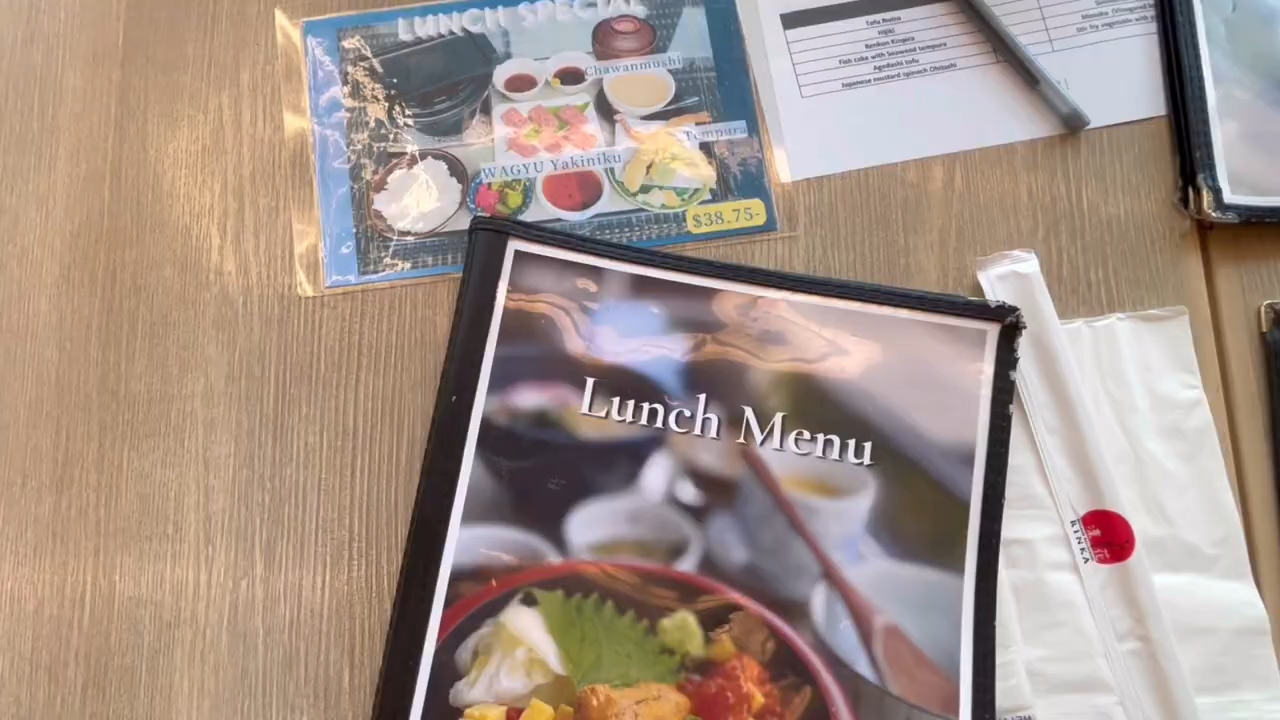 LUNCH SPECIAL
Chawanmushi
Tempura
WAGYU Yakiniku
$38.75-
Tofu
Hijiki
Renkon Kinpira
Fish cake with Seaweed tempura
Agedashi tofu
Japanese mustard spinach Ohitashi
Stir fry vegetable with
Lunch Menu
RINKA